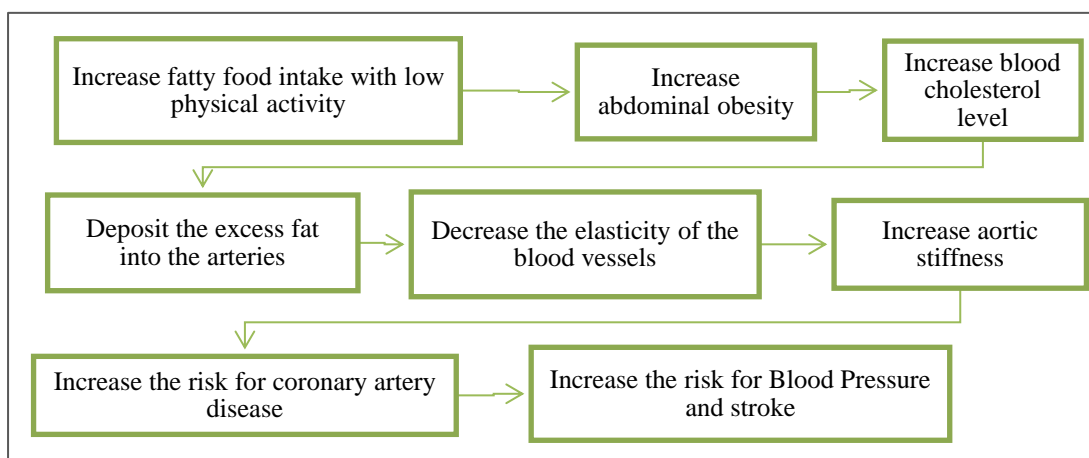 Increase fatty food intake with low
physical activity
Increase
abdominal obesity
Increase blood
cholesterol
level
Deposit the excess fat
into the arteries
Decrease the elasticity of the
blood vessels
Increase aortic
stiffness
Increase the risk for coronary artery
disease
Increase the risk for Blood Pressure
and stroke